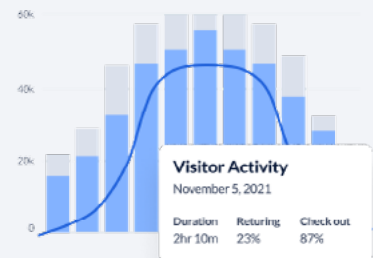 60k
40k
20k
0
Visitor Activity
November 5, 2021
Duration Returing Check out
2hr 10m 23% 87%